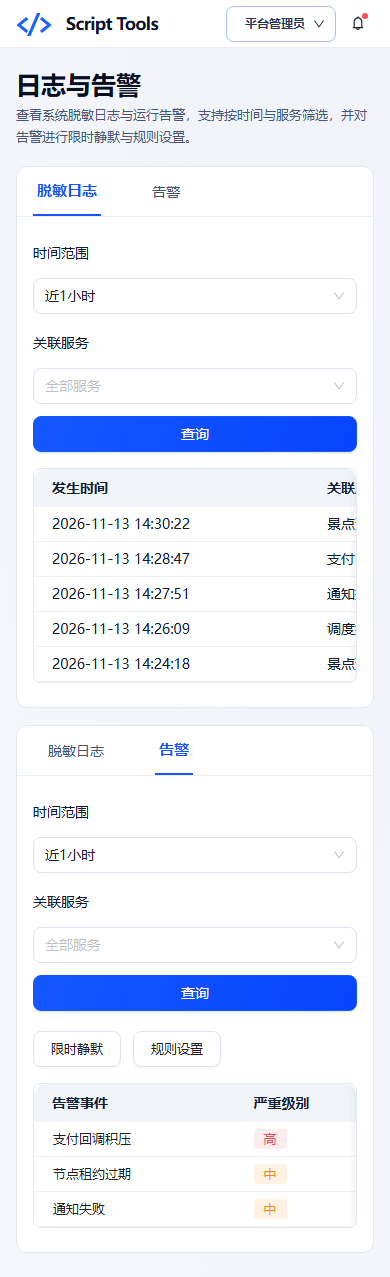 </> Script Tools
平台管理员
日志与告警
查看系统脱敏日志与运行告警，支持按时间与服务筛选，并对
告警进行限时静默与规则设置。
脱敏日志 告警
时间范围
近1小时
关联服务
全部服务
查询
发生时间 关联
2026-11-13 14:30:22 景点
2026-11-13 14:28:47 支付
2026-11-13 14:27:51 通知
2026-11-13 14:26:09 调度
2026-11-13 14:24:18 景点
脱敏日志 告警
时间范围
近1小时
关联服务
全部服务
查询
限时静默 规则设置
告警事件 严重级别
支付回调积压 高
节点租约过期 中
通知失败 中